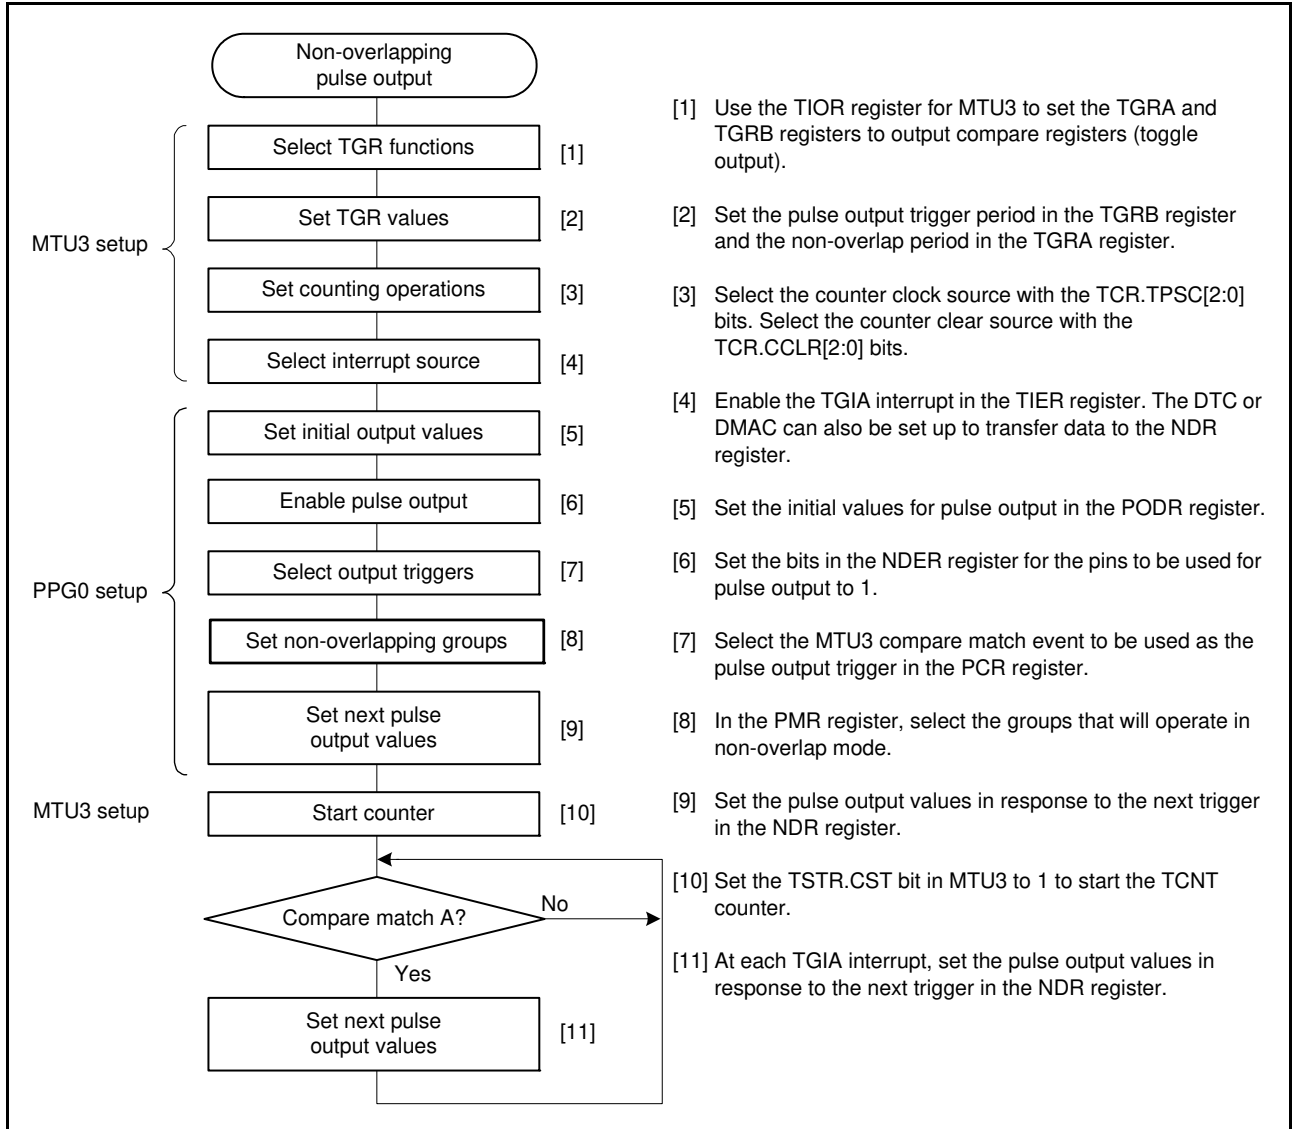 Non-overlapping
pulse output
MTU3 setup
Select TGR functions
[1]
Set TGR values
[2]
Set counting operations
[3]
Select interrupt source
[4]
PPG0 setup
Set initial output values
[5]
Enable pulse output
[6]
Select output triggers
[7]
Set non-overlapping groups
[8]
Set next pulse
output values
[9]
MTU3 setup
Start counter
[10]
Compare match A?
No
Yes
Set next pulse
output values
[11]
[1] Use the TIOR register for MTU3 to set the TGRA and
TGRB registers to output compare registers (toggle
output).
[2] Set the pulse output trigger period in the TGRB register
and the non-overlap period in the TGRA register.
[3] Select the counter clock source with the TCR.TPSC[2:0]
bits. Select the counter clear source with the
TCR.CCLR[2:0] bits.
[4] Enable the TGIA interrupt in the TIER register. The DTC or
DMAC can also be set up to transfer data to the NDR
register.
[5] Set the initial values for pulse output in the PODR register.
[6] Set the bits in the NDER register for the pins to be used for
pulse output to 1.
[7] Select the MTU3 compare match event to be used as the
pulse output trigger in the PCR register.
[8] In the PMR register, select the groups that will operate in
non-overlap mode.
[9] Set the pulse output values in response to the next trigger
in the NDR register.
[10] Set the TSTR.CST bit in MTU3 to 1 to start the TCNT
counter.
[11] At each TGIA interrupt, set the pulse output values in
response to the next trigger in the NDR register.